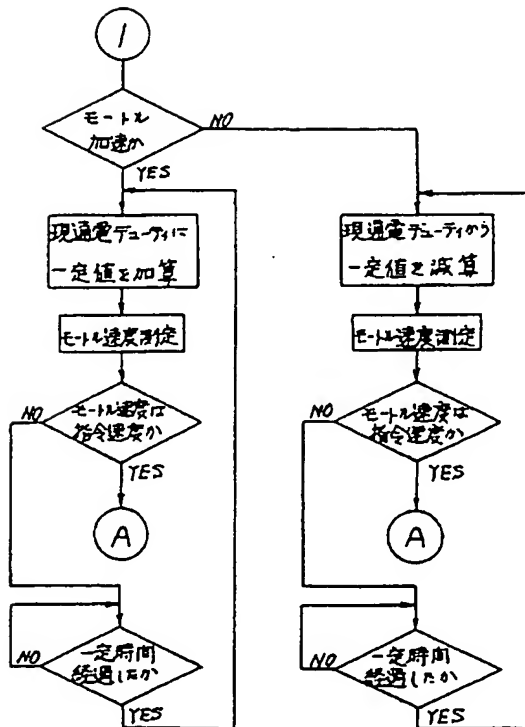 1
モートル
加速か
NO
YES
現通電デューティに
一定値を加算
モートル速度測定
NO
モートル速度は
指令速度か
YES
A
NO
一定時間
経過したか
YES
現通電デューティから
一定値を減算
モートル速度測定
NO
モートル速度は
指令速度か
YES
A
NO
一定時間
経過したか
YES